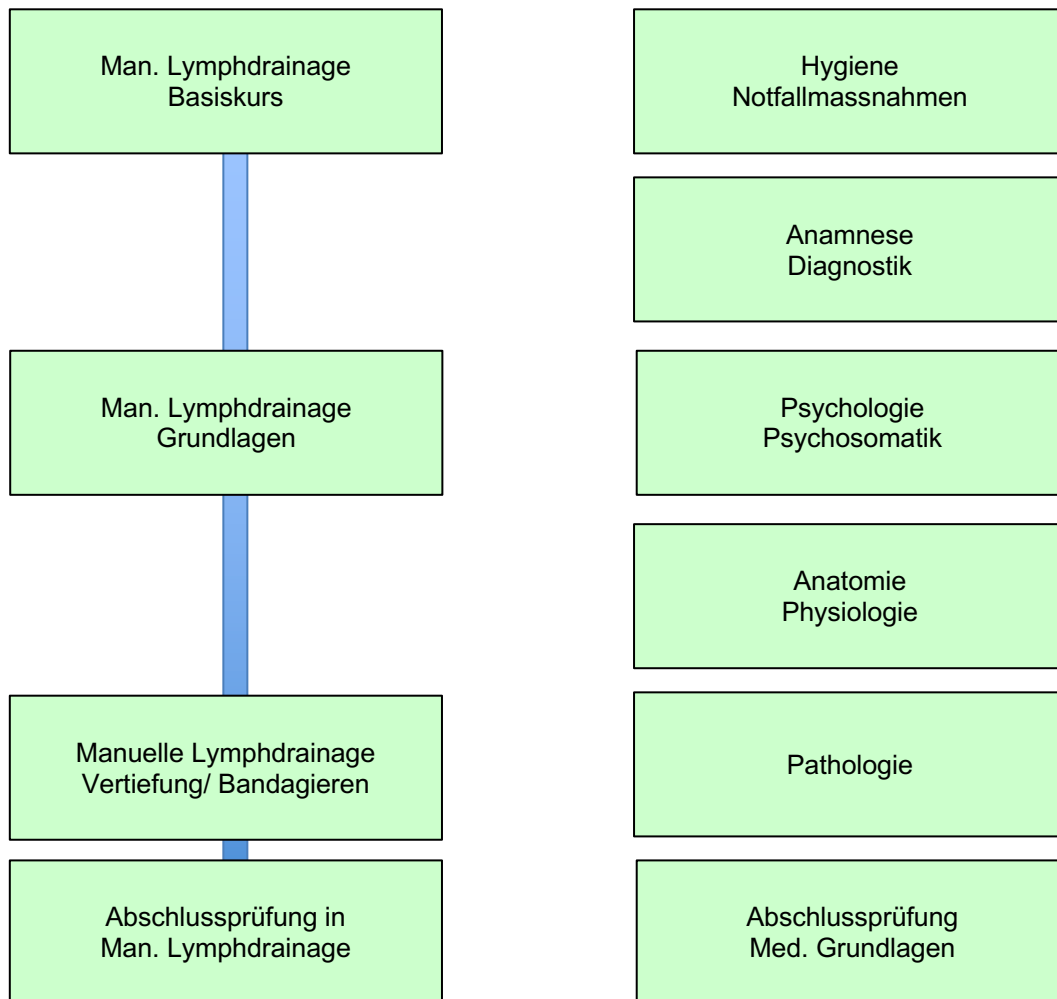 Man. Lymphdrainage
Basiskurs
Hygiene
Notfallmassnahmen
Anamnese
Diagnostik
Man. Lymphdrainage
Grundlagen
Psychologie
Psychosomatik
Anatomie
Physiologie
Manuelle Lymphdrainage
Vertiefung/ Bandagieren
Pathologie
Abschlussprüfung in
Man. Lymphdrainage
Abschlussprüfung
Med. Grundlagen